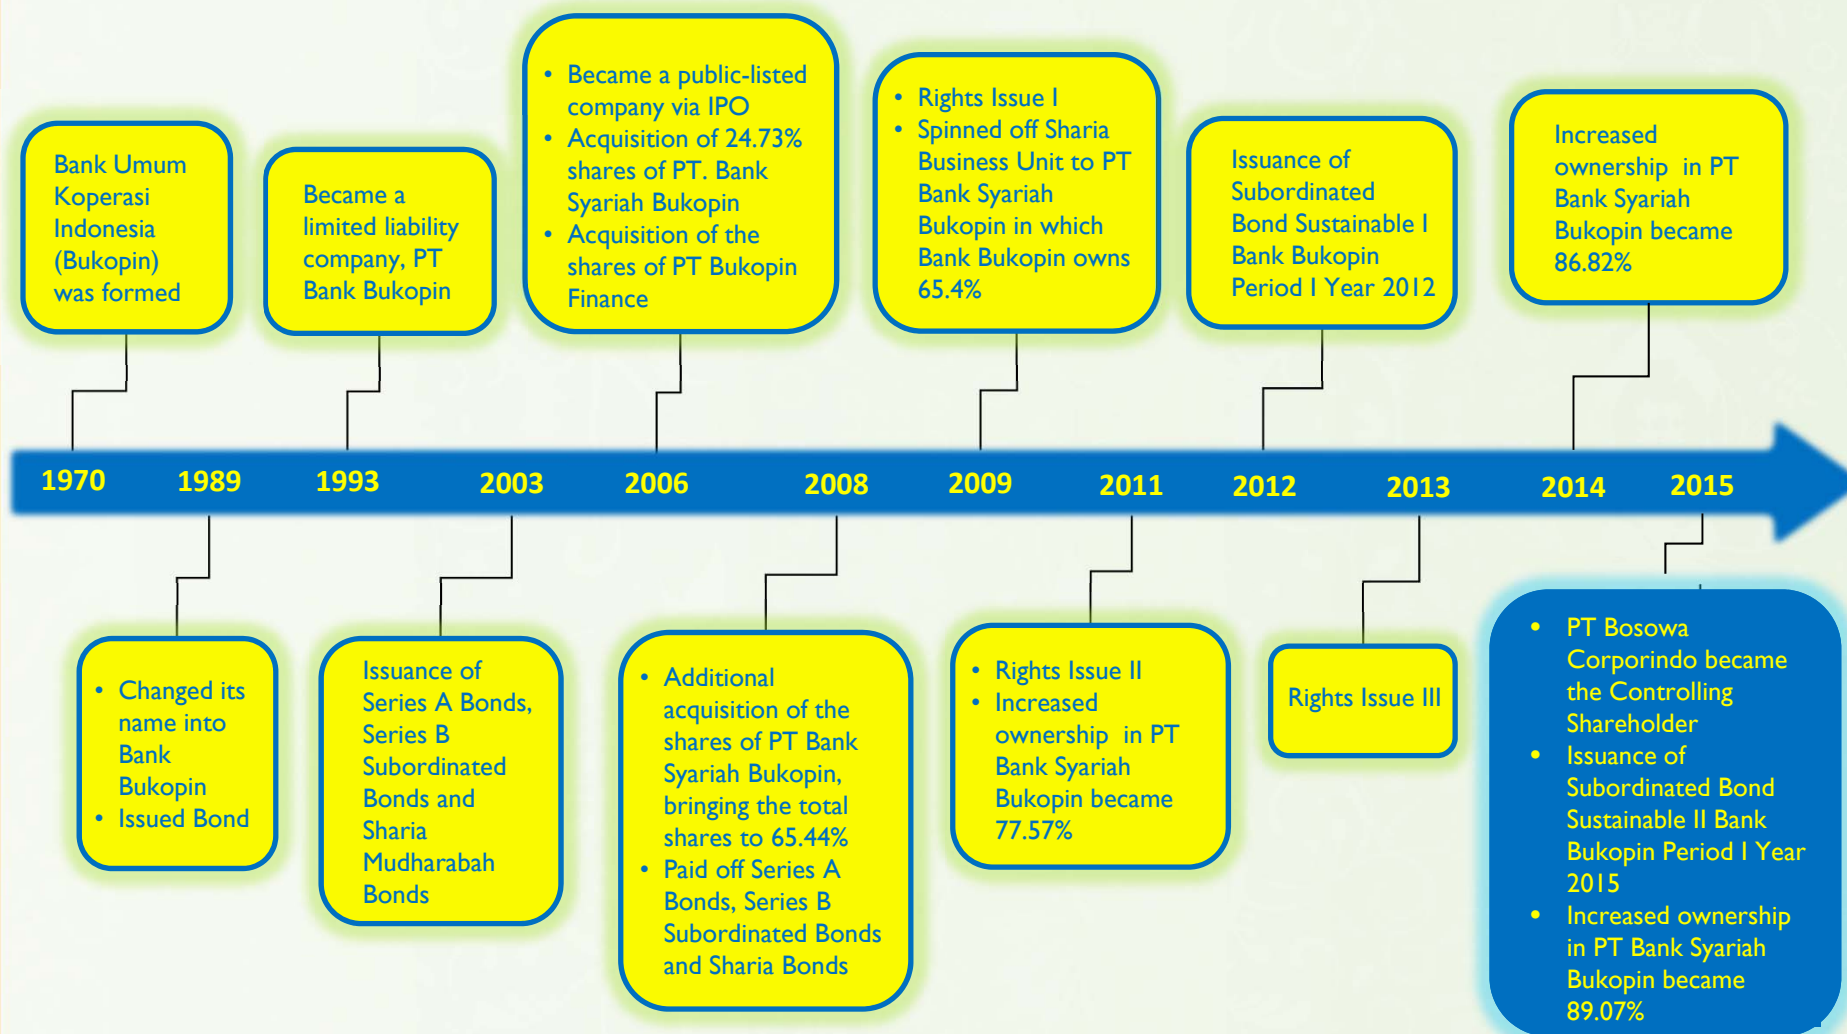 Bank Umum
Koperasi
Indonesia
(Bukopin)
was formed
Became a
limited liability
company, PT
Bank Bukopin
• Became a public-listed
company via IPO
• Acquisition of 24.73%
shares of PT. Bank
Syariah Bukopin
• Acquisition of the
shares of PT Bukopin
Finance
• Rights Issue I
• Spinned off Sharia
Business Unit to PT
Bank Syariah
Bukopin in which
Bank Bukopin owns
65.4%
Issuance of
Subordinated
Bond Sustainable I
Bank Bukopin
Period I Year 2012
Increased
ownership in PT
Bank Syariah
Bukopin became
86.82%
1970 1989 1993 2003 2006 2008 2009 2011 2012 2013 2014 2015
• Changed its
name into
Bank
Bukopin
• Issued Bond
Issuance of
Series A Bonds,
Series B
Subordinated
Bonds and
Sharia
Mudharabah
Bonds
• Additional
acquisition of the
shares of PT Bank
Syariah Bukopin,
bringing the total
shares to 65.44%
• Paid off Series A
Bonds, Series B
Subordinated Bonds
and Sharia Bonds
• Rights Issue II
• Increased
ownership in PT
Bank Syariah
Bukopin became
77.57%
Rights Issue III
• PT Bosowa
Corporindo became
the Controlling
Shareholder
• Issuance of
Subordinated Bond
Sustainable II Bank
Bukopin Period I Year
2015
• Increased ownership
in PT Bank Syariah
Bukopin became
89.07%